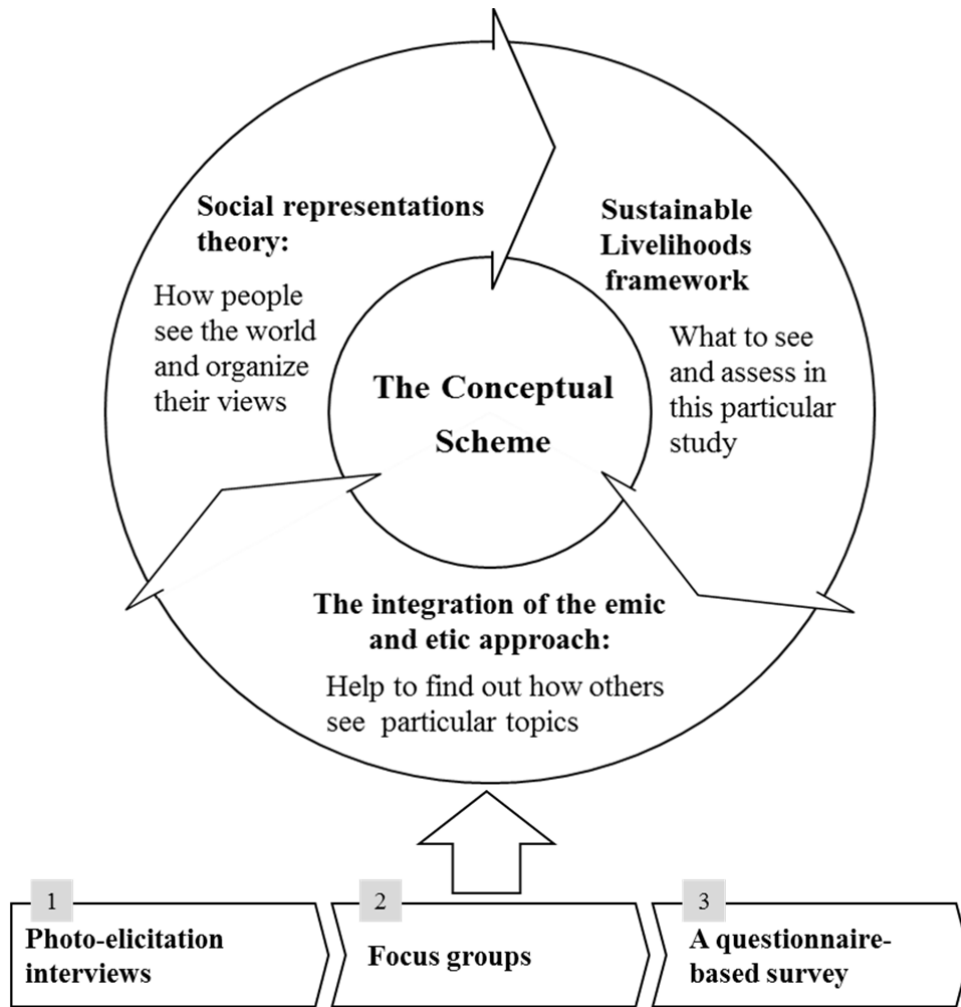 Social representations
theory:
How people
see the world
and organize
their views
Sustainable
Livelihoods
framework
What to see
and assess in
this particular
study
The Conceptual
Scheme
The integration of the emic
and etic approach:
Help to find out how others
see particular topics
1
Photo-elicitation
interviews
2
Focus groups
3
A questionnaire-
based survey